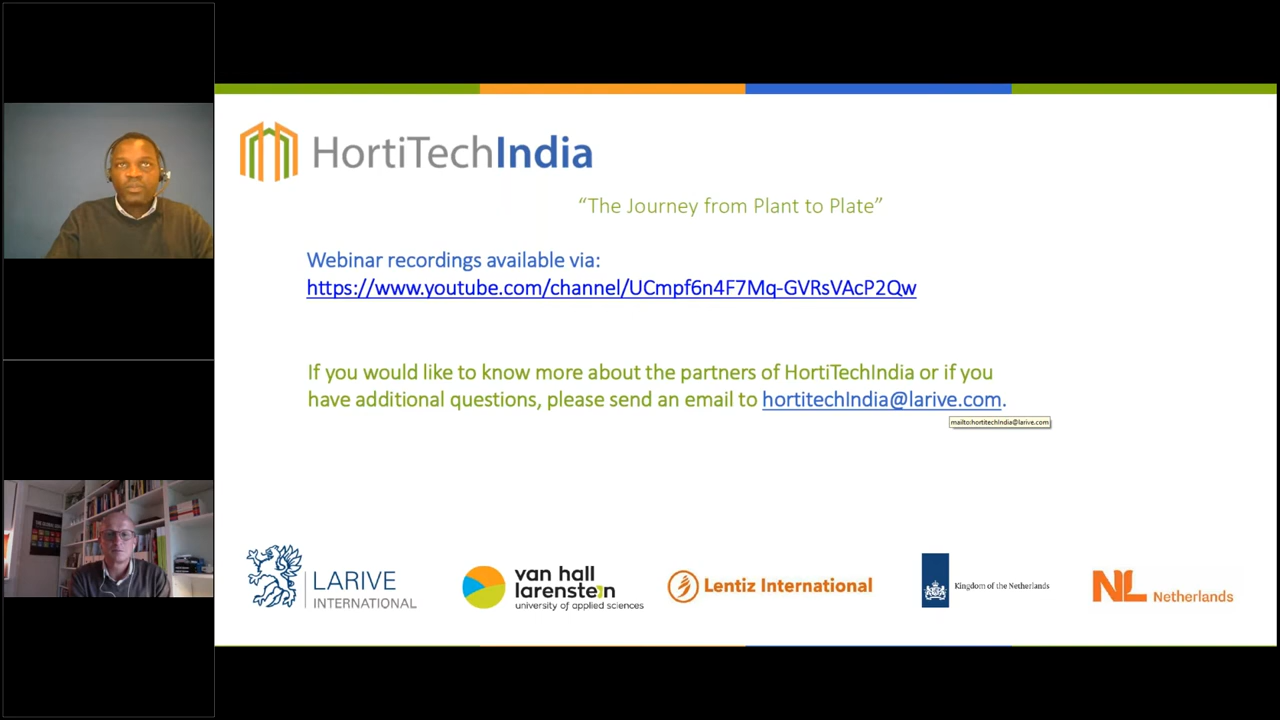 HortiTechIndia
“The Journey from Plant to Plate”
Webinar recordings available via:
https://www.youtube.com/channel/UCmpf6n4F7Mq-GVRsVAcP2Qw
If you would like to know more about the partners of HortiTechIndia or if you
have additional questions, please send an email to hortitechIndia@larive.com.
mailto:hortitechindia@larive.com
LARIVE
INTERNATIONAL
van hall
larenstein
university of applied sciences
Lentiz International
Kingdom of the Netherlands
NL Netherlands